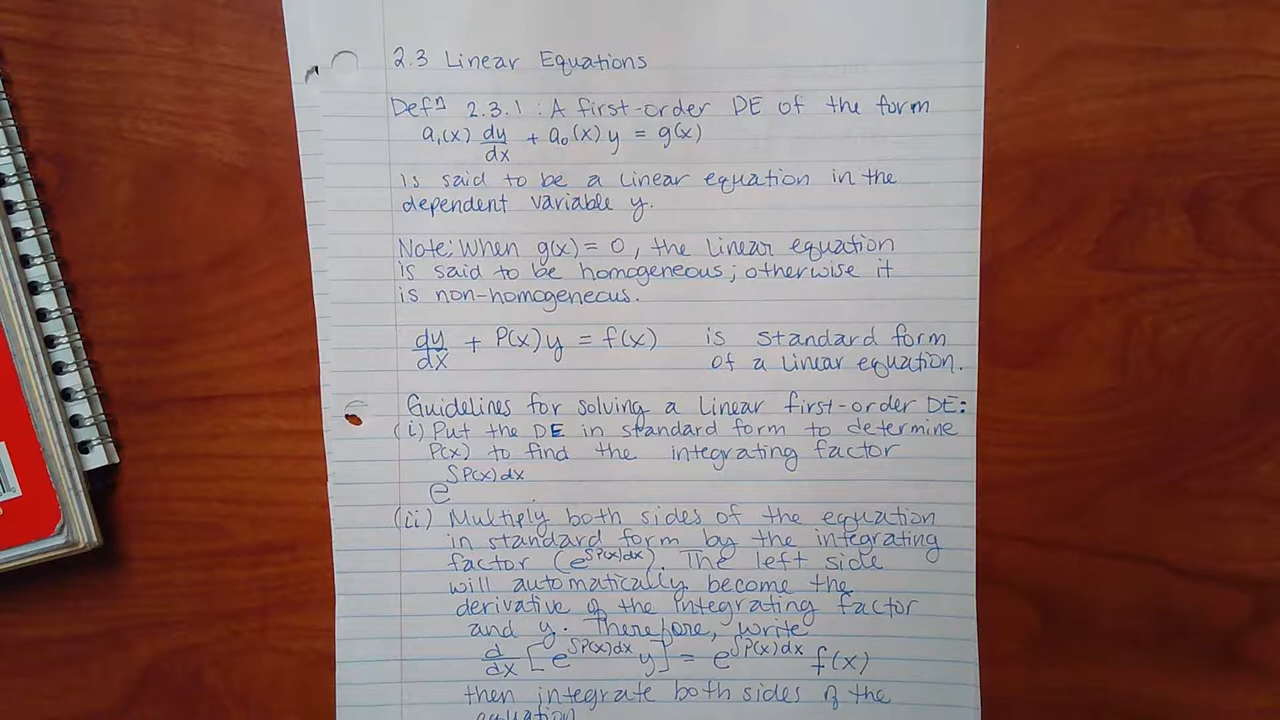 2.3 Linear Equations
Defⁿ 2.3.1 : A first-order DE of the form
a₁(x) dy/dx + a₀(x) y = g(x)
is said to be a linear equation in the
dependent variable y.
Note: When g(x) = 0, the linear equation
is said to be homogeneous; otherwise it
is non-homogeneous.
dy/dx + P(x) y = f(x) is standard form
of a linear equation.
Guidelines for solving a linear first-order DE:
(i) Put the DE in standard form to determine
P(x) to find the integrating factor
e^∫P(x)dx
(ii) Multiply both sides of the equation
in standard form by the integrating
factor (e^∫P(x)dx). The left side
will automatically become the
derivative of the integrating factor
and y. Therefore, write
d/dx [e^∫P(x)dx y] = e^∫P(x)dx f(x)
then integrate both sides of the
equation